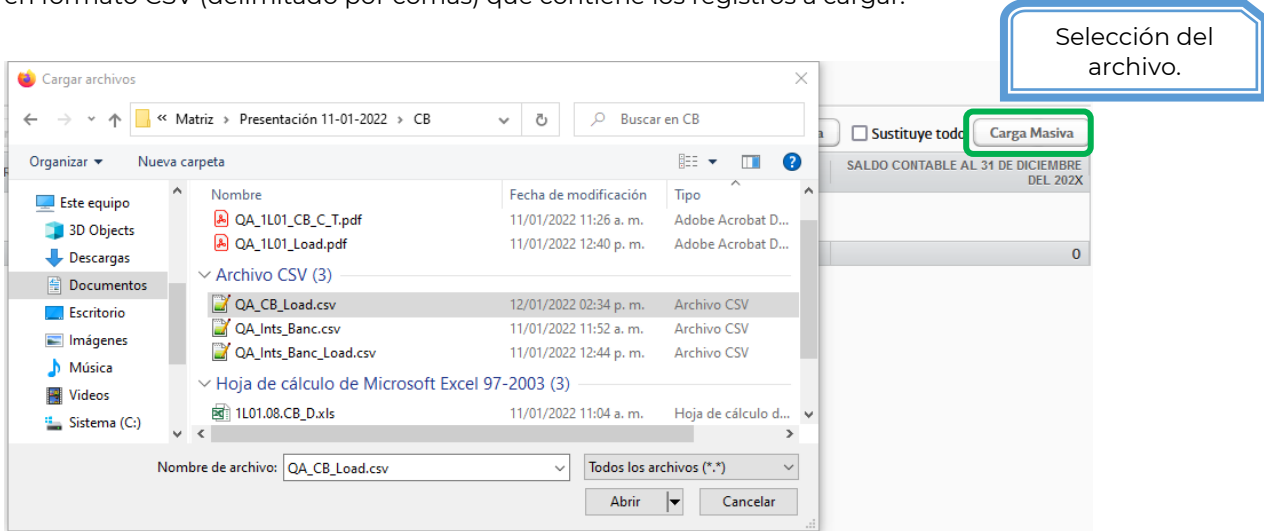 en formato CSV (delimitado por comas) que contiene los registros a cargar.
Selección del
archivo.
Cargar archivos
« Matriz > Presentación 11-01-2022 > CB
Buscar en CB
Sustituye todo
Carga Masiva
Organizar
Nueva carpeta
SALDO CONTABLE AL 31 DE DICIEMBRE
DEL 202X
Nombre
Fecha de modificación
Tipo
Este equipo
QA_1L01_CB_C_T.pdf
11/01/2022 11:26 a. m.
Adobe Acrobat D...
3D Objects
QA_1L01_Load.pdf
11/01/2022 12:40 p. m.
Adobe Acrobat D...
0
Descargas
Archivo CSV (3)
Documentos
QA_CB_Load.csv
12/01/2022 02:34 p. m.
Archivo CSV
Escritorio
QA_Ints_Banc.csv
11/01/2022 11:52 a. m.
Archivo CSV
Imágenes
QA_Ints_Banc_Load.csv
11/01/2022 12:44 p. m.
Archivo CSV
Música
Hoja de cálculo de Microsoft Excel 97-2003 (3)
Videos
1L01.08.CB_D.xls
11/01/2022 11:04 a. m.
Hoja de cálculo d...
Sistema (C:)
Nombre de archivo:
QA_CB_Load.csv
Todos los archivos (*.*)
Abrir
Cancelar